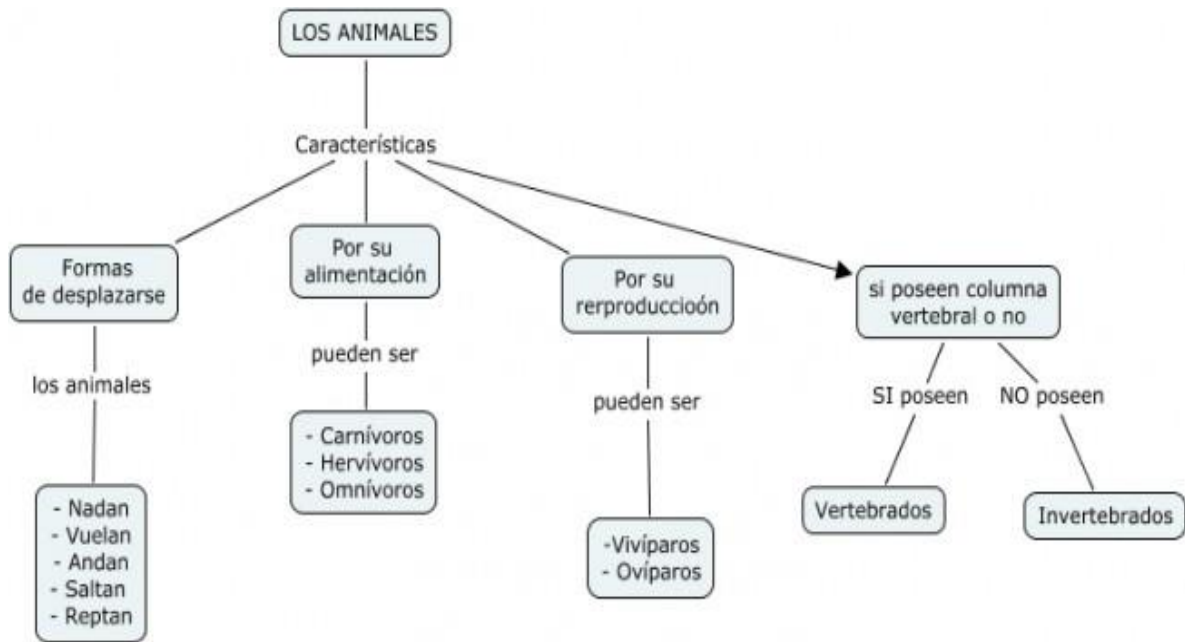 LOS ANIMALES
Características
Formas
de desplazarse
los animales
- Nadan
- Vuelan
- Andan
- Saltan
- Reptan
Por su
alimentación
pueden ser
- Carnívoros
- Hervívoros
- Omnívoros
Por su
rerproduccioón
pueden ser
-Vivíparos
- Ovíparos
si poseen columna
vertebral o no
SI poseen
Vertebrados
NO poseen
Invertebrados